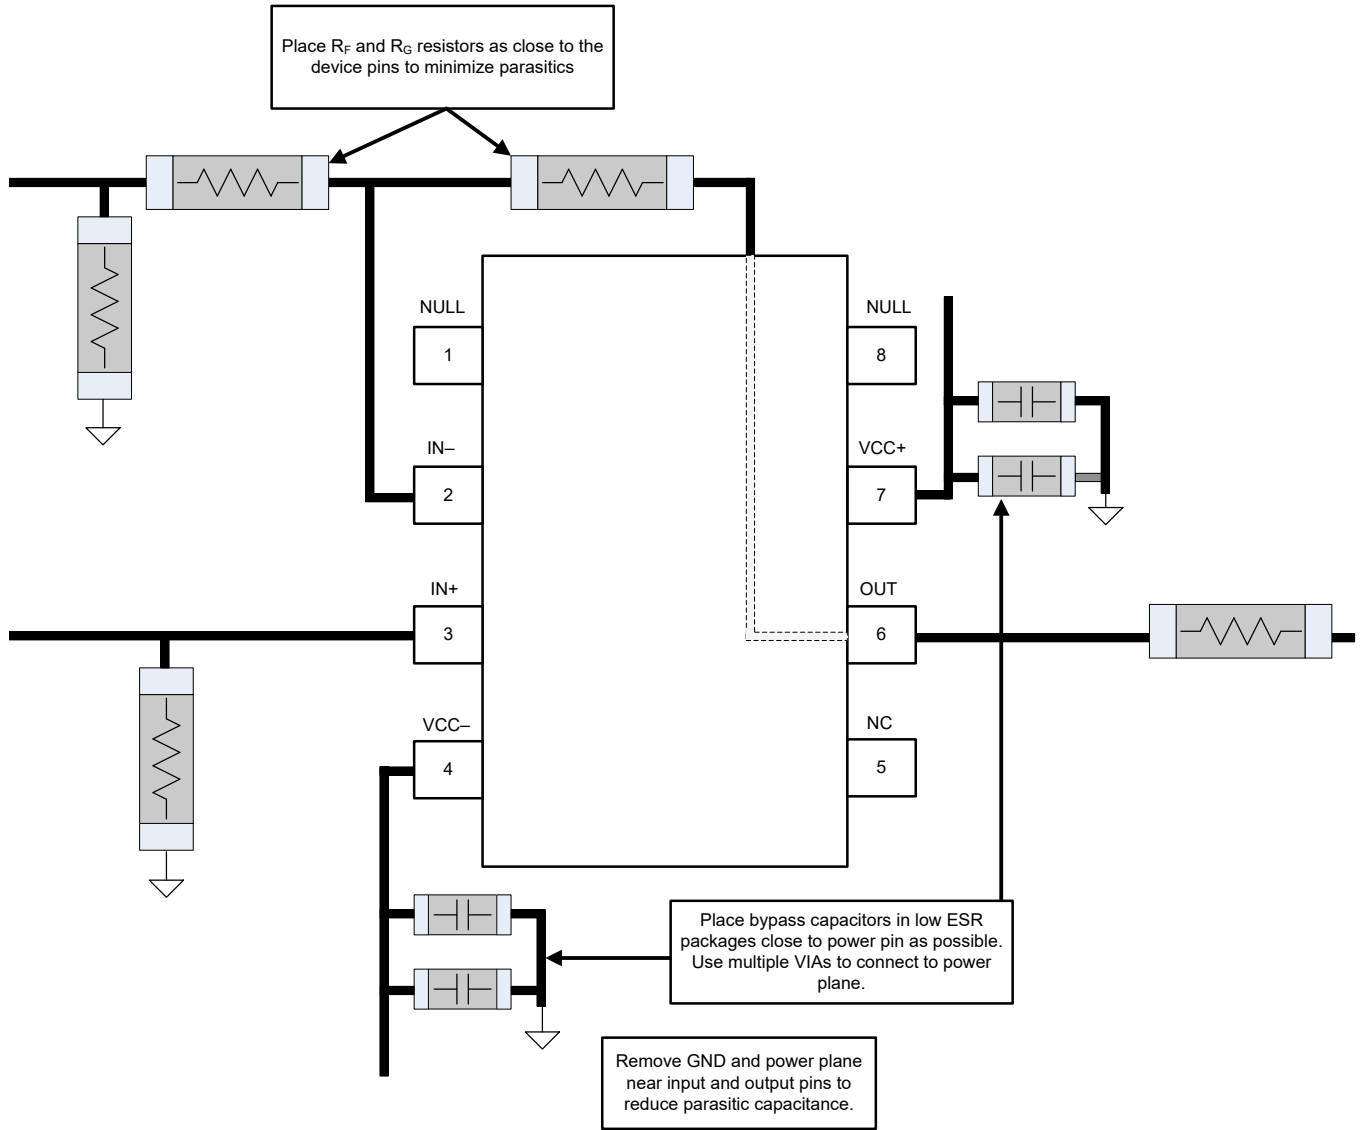 Place RF and RG resistors as close to the
device pins to minimize parasitics
NULL
1
NULL
8
IN–
2
VCC+
7
IN+
3
OUT
6
VCC–
4
NC
5
Place bypass capacitors in low ESR
packages close to power pin as possible.
Use multiple VIAs to connect to power
plane.
Remove GND and power plane
near input and output pins to
reduce parasitic capacitance.